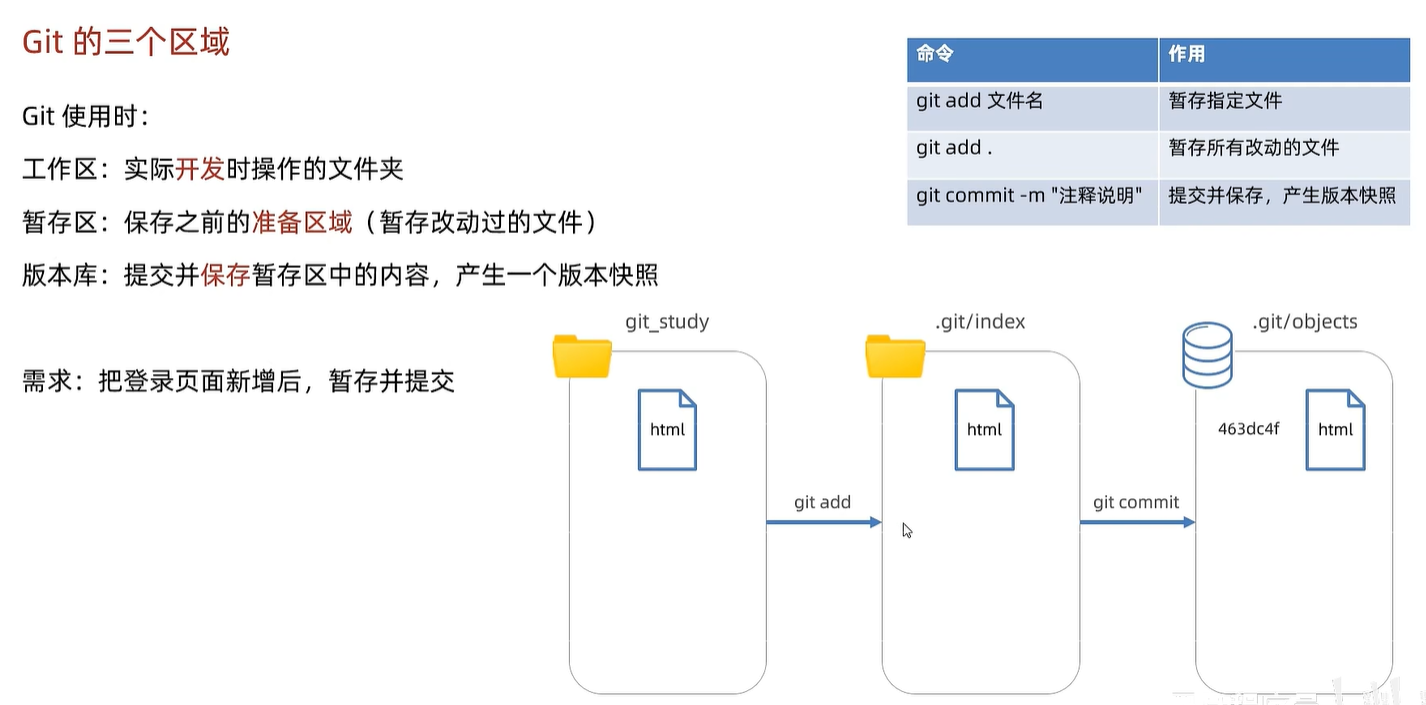 Git 的三个区域
Git 使用时：
工作区：实际开发时操作的文件夹
暂存区：保存之前的准备区域（暂存改动过的文件）
版本库：提交并保存暂存区中的内容，产生一个版本快照
需求：把登录页面新增后，暂存并提交
命令 作用
git add 文件名 暂存指定文件
git add . 暂存所有改动的文件
git commit -m "注释说明" 提交并保存，产生版本快照
git_study
html
git add
.git/index
html
git commit
.git/objects
463dc4f
html